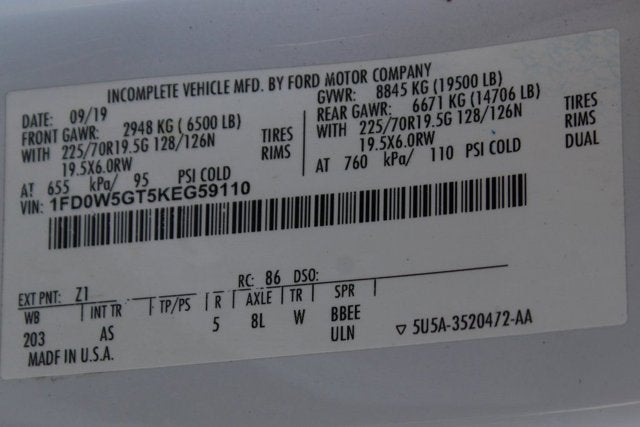 INCOMPLETE VEHICLE MFD. BY FORD MOTOR COMPANY
DATE: 09/19
FRONT GAWR: 2948 KG ( 6500 LB)
WITH 225/70R19.5G 128/126N TIRES
19.5X6.0RW RIMS
AT 655 kPa/ 95 PSI COLD
GVWR: 8845 KG (19500 LB)
REAR GAWR: 6671 KG (14706 LB)
WITH 225/70R19.5G 128/126N TIRES
19.5X6.0RW RIMS
AT 760 kPa/ 110 PSI COLD DUAL
VIN: 1FD0W5GT5KEG59110
EXT PNT: Z1 RC: 86 DSO:
WB INT TR TP/PS R AXLE TR SPR
203 AS 5 8L W BBEE
ULN
MADE IN U.S.A.
▽ 5U5A-3520472-AA